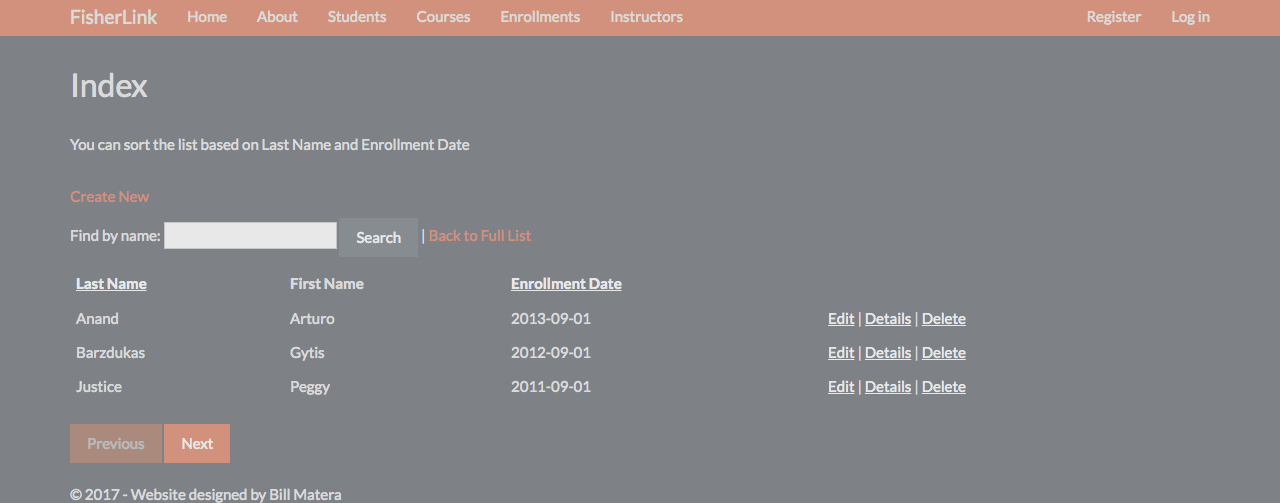 FisherLink Home About Students Courses Enrollments Instructors Register Log in
Index
You can sort the list based on Last Name and Enrollment Date
Create New
Find by name: Search | Back to Full List
Last Name First Name Enrollment Date
Anand Arturo 2013-09-01 Edit | Details | Delete
Barzdukas Gytis 2012-09-01 Edit | Details | Delete
Justice Peggy 2011-09-01 Edit | Details | Delete
Previous Next
© 2017 - Website designed by Bill Matera